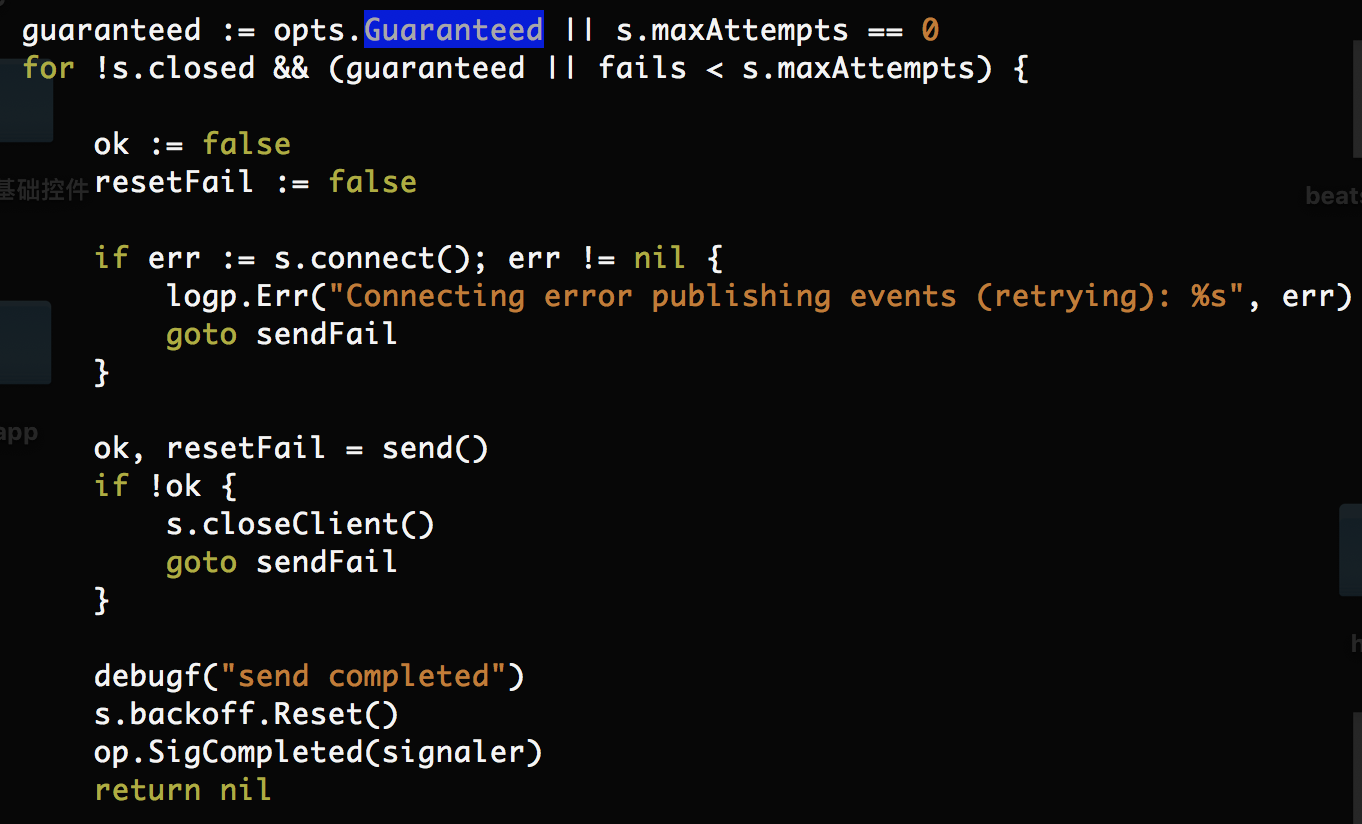 guaranteed := opts.Guaranteed || s.maxAttempts == 0
for !s.closed && (guaranteed || fails < s.maxAttempts) {
ok := false
resetFail := false
基础控件
beats
if err := s.connect(); err != nil {
logp.Err("Connecting error publishing events (retrying): %s", err)
goto sendFail
}
app
ok, resetFail = send()
if !ok {
s.closeClient()
goto sendFail
}
h
debugf("send completed")
s.backoff.Reset()
op.SigCompleted(signaler)
return nil